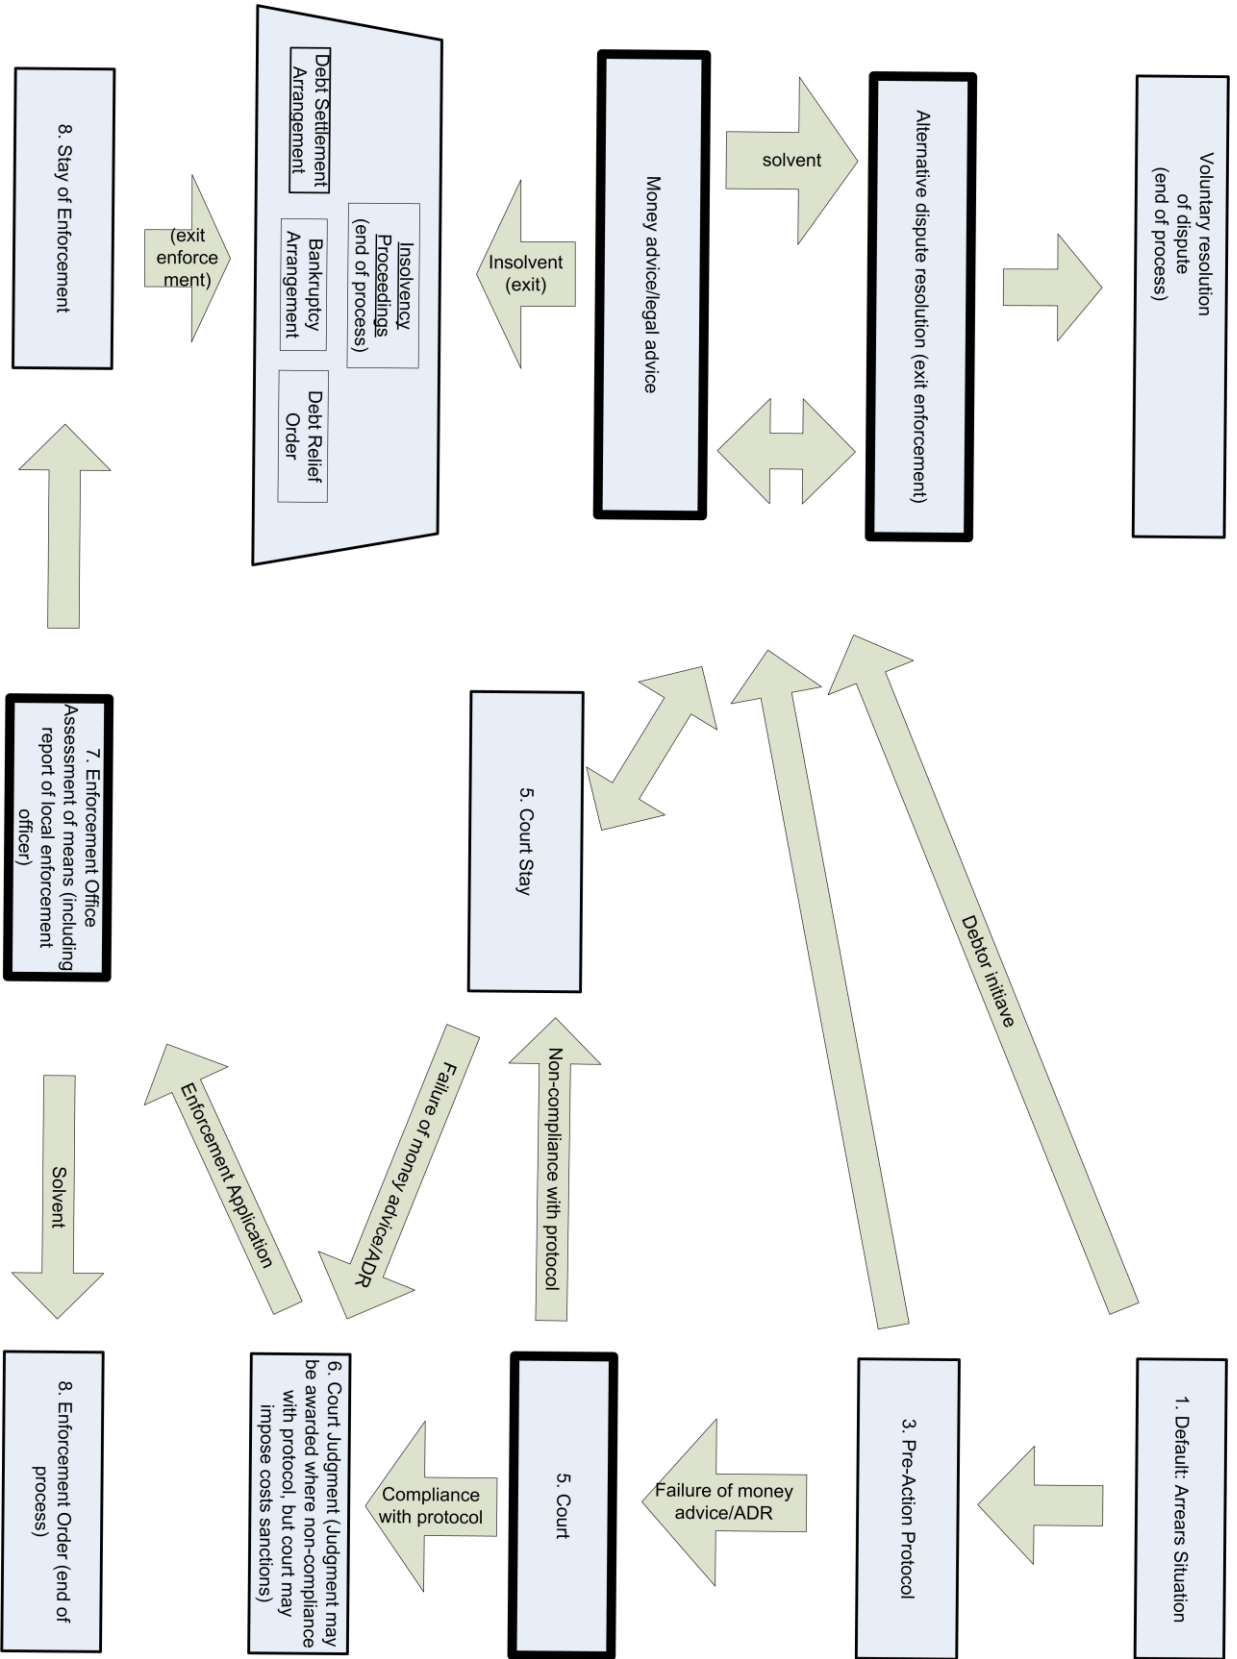 Voluntary resolution
of dispute
(end of process)
Alternative dispute resolution (exit enforcement)
solvent
Money advice/legal advice
Insolvent
(exit)
Insolvency
Proceedings
(end of process)
Debt Settlement
Arrangement
Bankruptcy
Arrangement
Debt Relief
Order
(exit
enforce
ment)
8. Stay of Enforcement
Debtor initiave
5. Court Stay
Non-compliance with protocol
Failure of money advice/ADR
Enforcement Application
7. Enforcement Office
Assessment of means (including
report of local enforcement
officer)
Solvent
1. Default: Arrears Situation
3. Pre-Action Protocol
Failure of money
advice/ADR
5. Court
Compliance
with protocol
6. Court Judgment (Judgment may
be awarded where non-compliance
with protocol, but court may
impose costs sanctions)
8. Enforcement Order (end of
process)